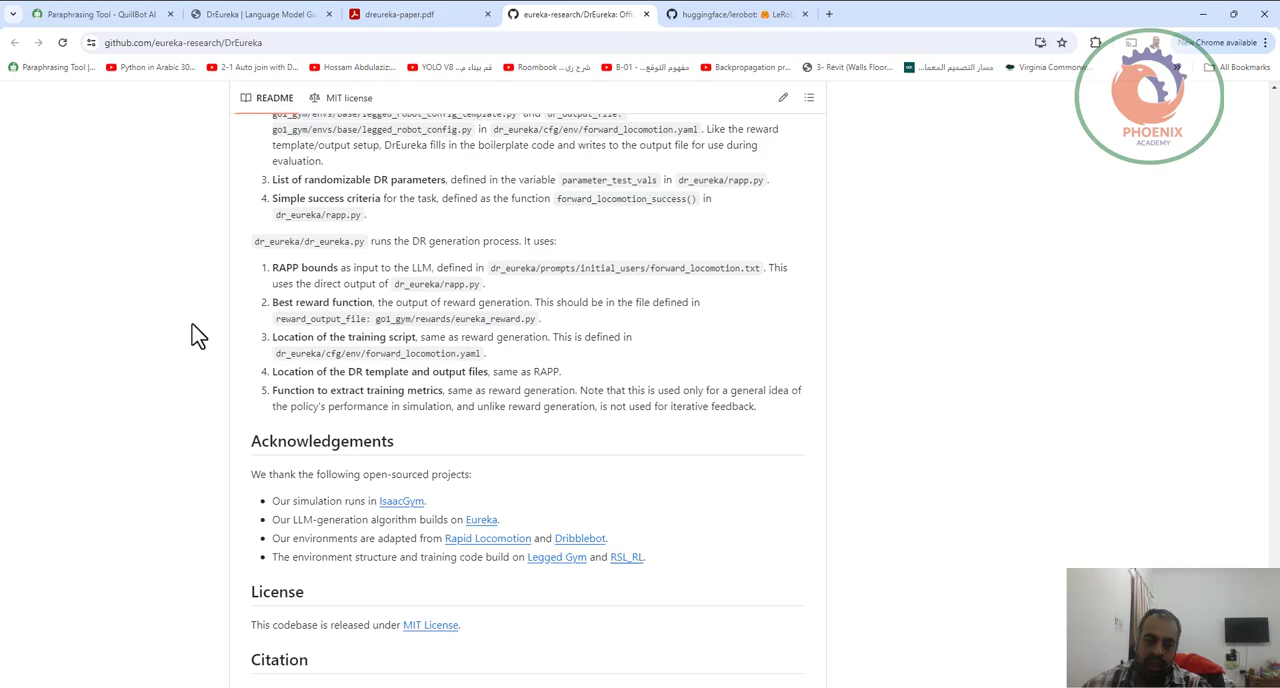 Paraphrasing Tool - QuillBot AI
DrEureka | Language Model Gui
dreureka-paper.pdf
eureka-research/DrEureka: Offi
huggingface/lerobot: 🤗 LeRo
github.com/eureka-research/DrEureka
New Chrome available
Paraphrasing Tool |...
Python in Arabic 30...
2-1 Auto join with D...
Hossam Abdulaziz:...
Roombook مفهوم...
Backpropagation pr...
3- Revit (Walls Floor...
مسار التصميم المعما...
Virginia Commonw...
All Bookmarks
PHOENIX
ACADEMY
README
MIT license
go1_gym/envs/base/legged_robot_config_template.py and dr_output_file:
go1_gym/envs/base/legged_robot_config.py in dr_eureka/cfg/env/forward_locomotion.yaml. Like the reward
template/output setup, DrEureka fills in the boilerplate code and writes to the output file for use during
evaluation.
3. List of randomizable DR parameters, defined in the variable parameter_test_vals in dr_eureka/rapp.py.
4. Simple success criteria for the task, defined as the function forward_locomotion_success() in
dr_eureka/rapp.py.
dr_eureka/dr_eureka.py runs the DR generation process. It uses:
1. RAPP bounds as input to the LLM, defined in dr_eureka/prompts/initial_users/forward_locomotion.txt. This
uses the direct output of dr_eureka/rapp.py.
2. Best reward function, the output of reward generation. This should be in the file defined in
reward_output_file: go1_gym/rewards/eureka_reward.py.
3. Location of the training script, same as reward generation. This is defined in
dr_eureka/cfg/env/forward_locomotion.yaml.
4. Location of the DR template and output files, same as RAPP.
5. Function to extract training metrics, same as reward generation. Note that this is used only for a general idea of
the policy's performance in simulation, and unlike reward generation, is not used for iterative feedback.
Acknowledgements
We thank the following open-sourced projects:
• Our simulation runs in IsaacGym.
• Our LLM-generation algorithm builds on Eureka.
• Our environments are adapted from Rapid Locomotion and Dribblebot.
• The environment structure and training code build on Legged Gym and RSL_RL.
License
This codebase is released under MIT License.
Citation